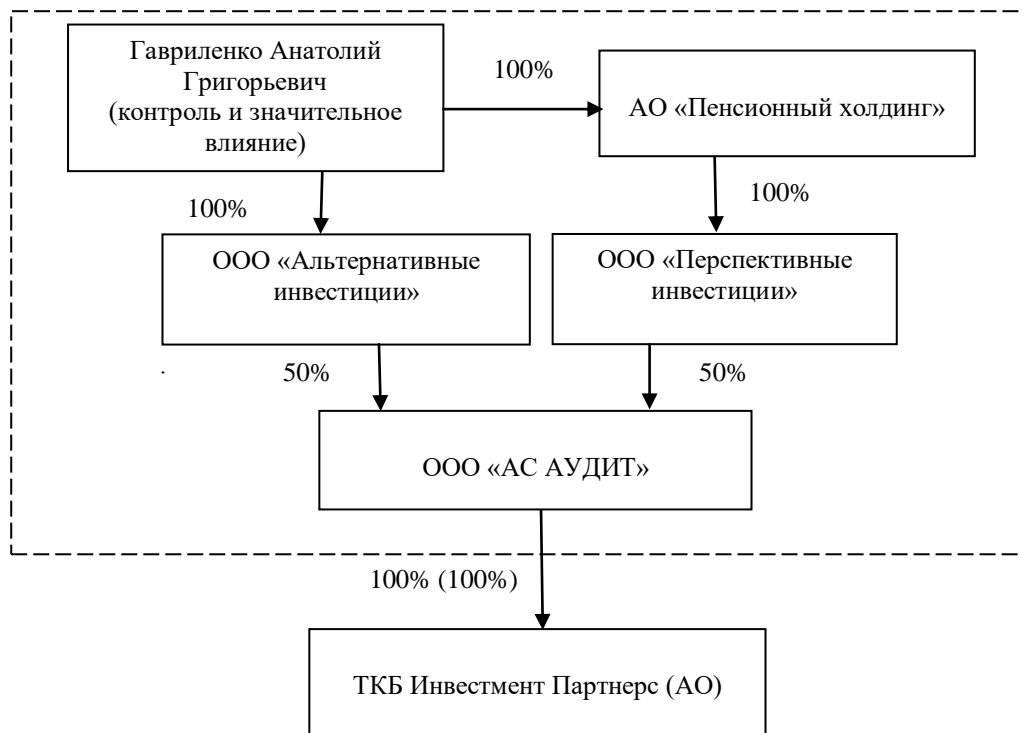 Гавриленко Анатолий
Григорьевич
(контроль и значительное
влияние)
100%
АО «Пенсионный холдинг»
100%
100%
ООО «Альтернативные
инвестиции»
ООО «Перспективные
инвестиции»
50%
50%
ООО «АС АУДИТ»
100% (100%)
ТКБ Инвестмент Партнерс (АО)